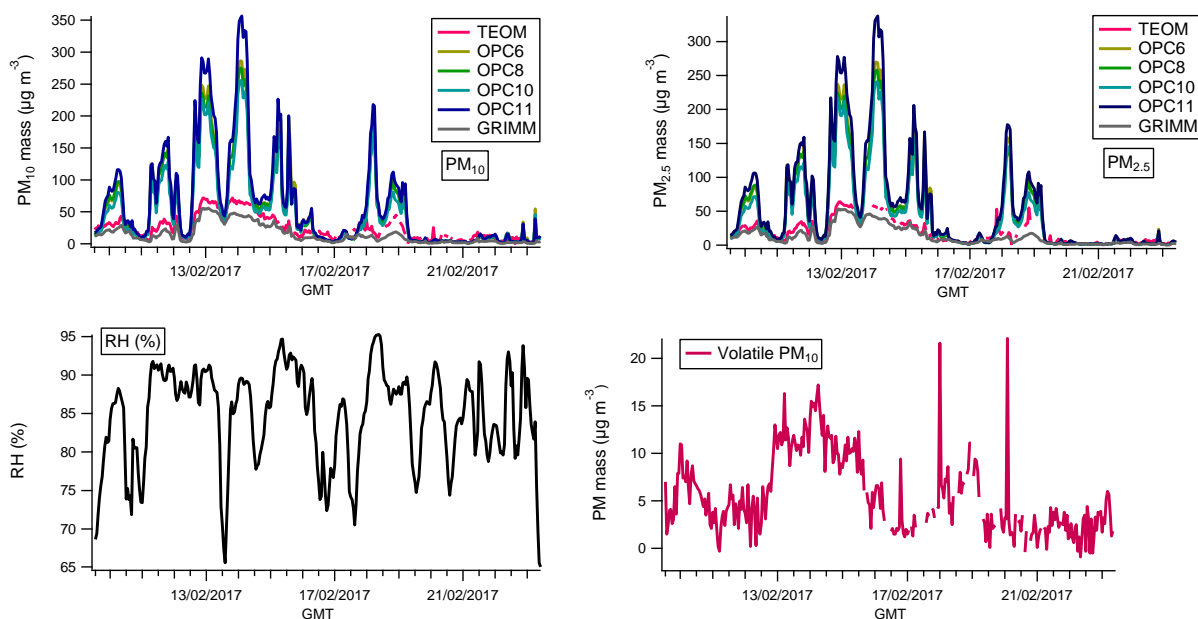 PM10 mass (µg m-3)
350
300
250
200
150
100
50
0
TEOM
OPC6
OPC8
OPC10
OPC11
GRIMM
PM10
13/02/2017
17/02/2017
21/02/2017
GMT
PM2.5 mass (µg m-3)
350
300
250
200
150
100
50
0
TEOM
OPC6
OPC8
OPC10
OPC11
GRIMM
PM2.5
13/02/2017
17/02/2017
21/02/2017
GMT
RH (%)
95
90
85
80
75
70
65
RH (%)
13/02/2017
17/02/2017
21/02/2017
GMT
PM mass (µg m-3)
20
15
10
5
0
Volatile PM10
13/02/2017
17/02/2017
21/02/2017
GMT